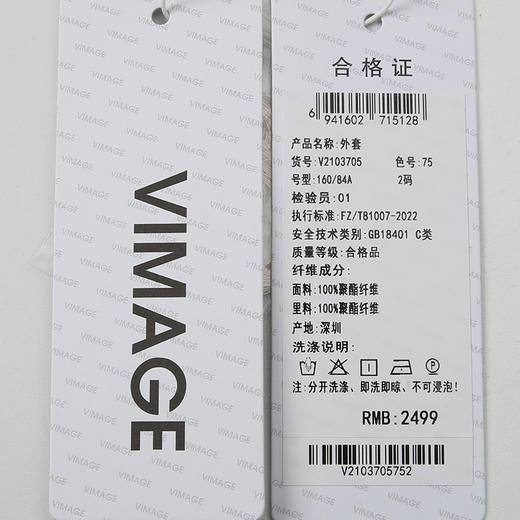 VIMAGE
合格证
6 941602 715128
产品名称:外套
货号:V2103705 色号:75
号型:160/84A 2码
检验员:01
执行标准:FZ/T81007-2022
安全技术类别:GB18401 C类
质量等级:合格品
纤维成分:
面料:100%聚酯纤维
里料:100%聚酯纤维
产地:深圳
洗涤说明:
注:分开洗涤、即洗即晾、不可浸泡!
RMB:2499
V2103705752